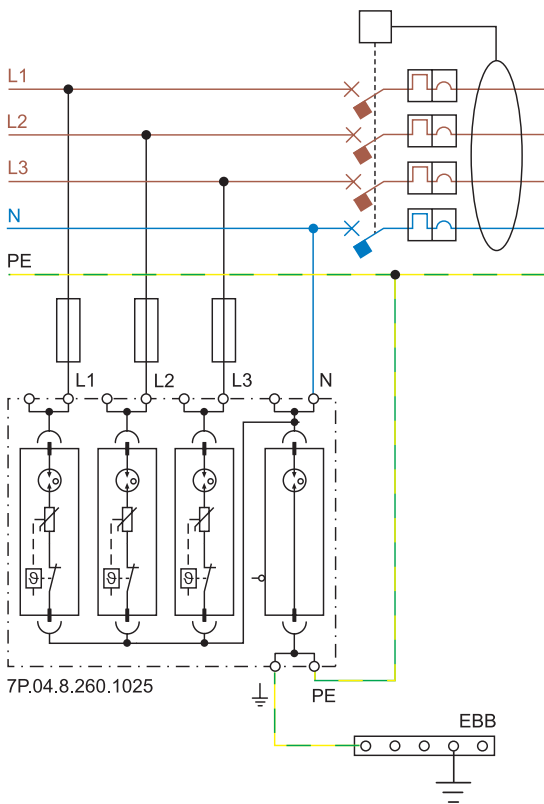 L1
L2
L3
N
PE
L1 L2 L3 N
ϑ ϑ ϑ
7P.04.8.260.1025
PE
EBB